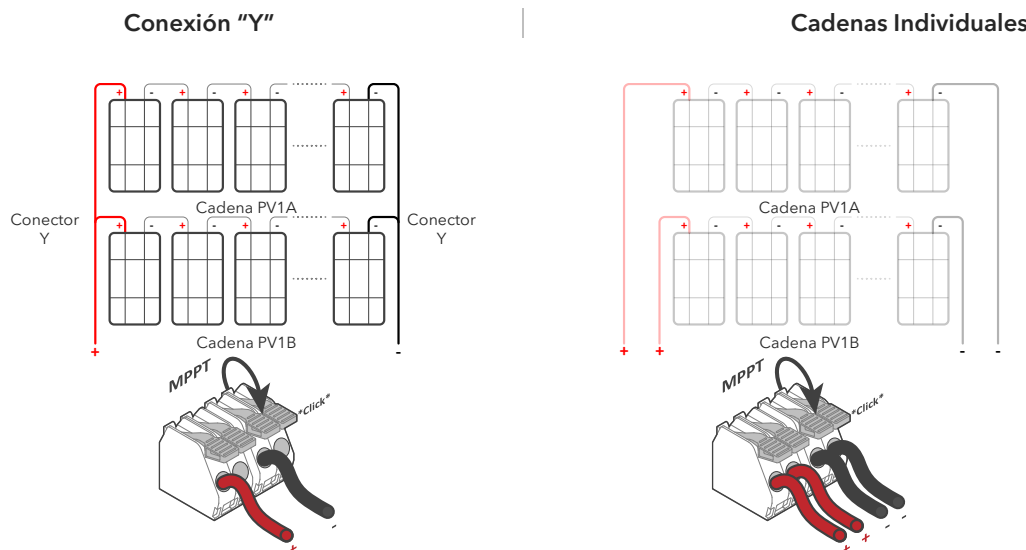 Conexión “Y”
Cadenas Individuales
+ - + - + - + -
Cadena PV1A
Conector
Y
Conector
Y
+ - + - + - + -
Cadena PV1B
+ -
MPPT
*Click*
+ -
+ - + - + - + -
Cadena PV1A
+ - + - + - + -
Cadena PV1B
+ + - -
MPPT
*Click*
+ + - -